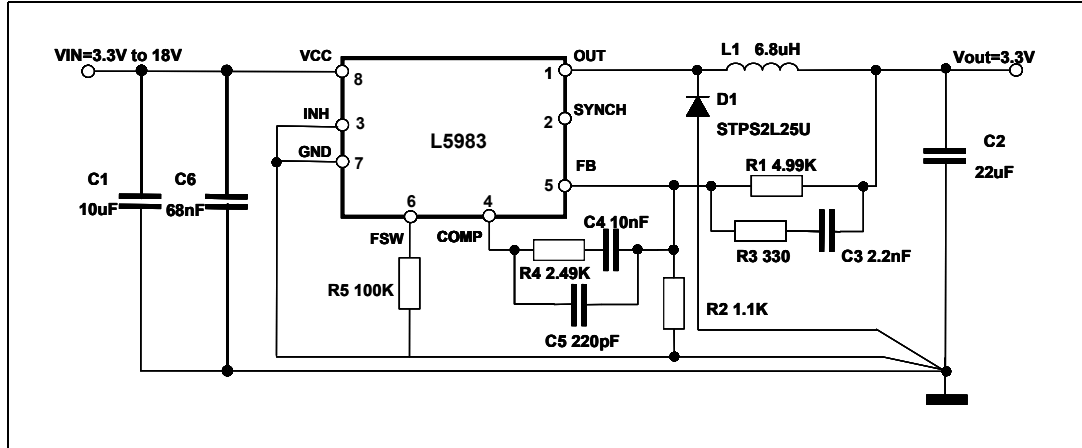 VIN=3.3V to 18V
VCC
8
INH
3
GND
7
L5983
OUT
1
SYNCH
2
FB
5
6
FSW
4
COMP
L1 6.8uH
Vout=3.3V
D1
STPS2L25U
C1
10uF
C6
68nF
C2
22uF
R1 4.99K
R3 330
C3 2.2nF
C4 10nF
R4 2.49K
C5 220pF
R5 100K
R2 1.1K